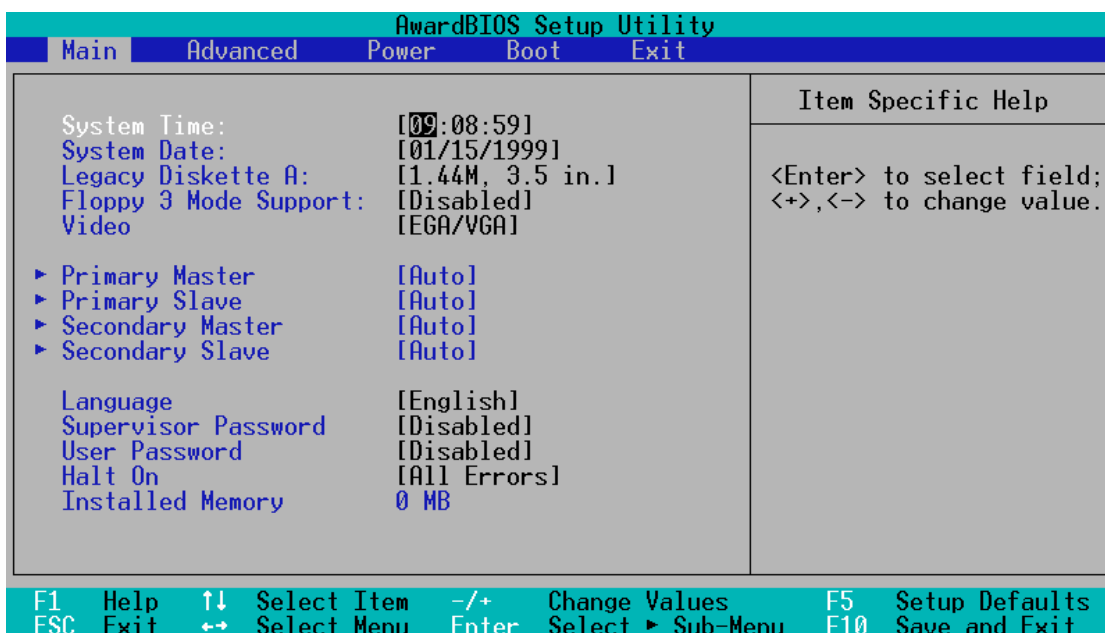 AwardBIOS Setup Utility
Main Advanced Power Boot Exit
Item Specific Help
System Time: [09:08:59]
System Date: [01/15/1999]
Legacy Diskette A: [1.44M, 3.5 in.]
Floppy 3 Mode Support: [Disabled]
Video [EGA/VGA]
<Enter> to select field;
<+>,<-> to change value.
► Primary Master [Auto]
► Primary Slave [Auto]
► Secondary Master [Auto]
► Secondary Slave [Auto]
Language [English]
Supervisor Password [Disabled]
User Password [Disabled]
Halt On [All Errors]
Installed Memory 0 MB
F1 Help ↑↓ Select Item -/+ Change Values F5 Setup Defaults
ESC Exit ←→ Select Menu Enter Select ► Sub-Menu F10 Save and Exit